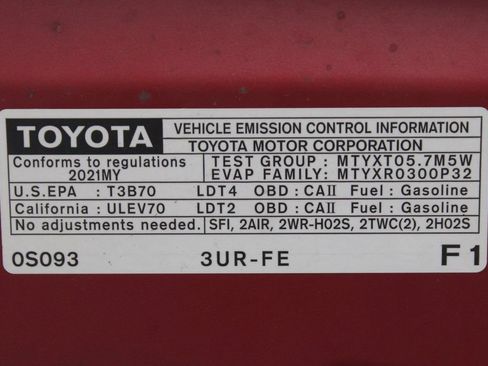 TOYOTA VEHICLE EMISSION CONTROL INFORMATION
TOYOTA MOTOR CORPORATION
Conforms to regulations TEST GROUP : MTYXT05.7M5W
2021MY EVAP FAMILY : MTYXR0300P32
U.S.EPA : T3B70 LDT4 OBD : CAII Fuel : Gasoline
California : ULEV70 LDT2 OBD : CAII Fuel : Gasoline
No adjustments needed. SFI, 2AIR, 2WR-HO2S, 2TWC(2), 2HO2S
0S093 3UR-FE F1